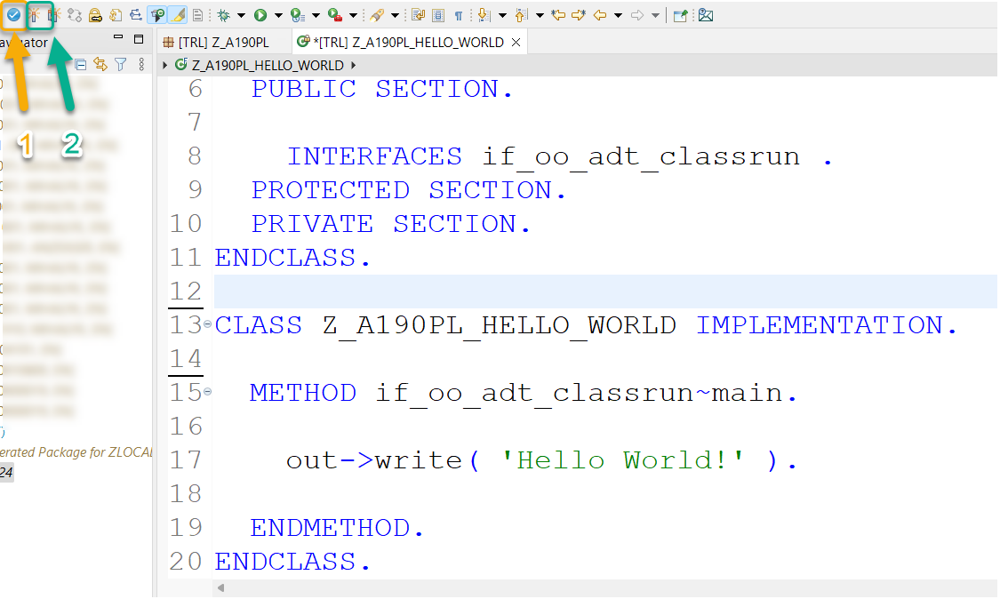 avigator
[TRL] Z_A190PL
*[TRL] Z_A190PL_HELLO_WORLD
Z_A190PL_HELLO_WORLD
1
2
6 PUBLIC SECTION.
7
8 INTERFACES if_oo_adt_classrun .
9 PROTECTED SECTION.
10 PRIVATE SECTION.
11 ENDCLASS.
12
13 CLASS Z_A190PL_HELLO_WORLD IMPLEMENTATION.
14
15 METHOD if_oo_adt_classrun~main.
16
17 out->write( 'Hello World!' ).
18
19 ENDMETHOD.
20 ENDCLASS.
erated Package for ZLOCAL
24